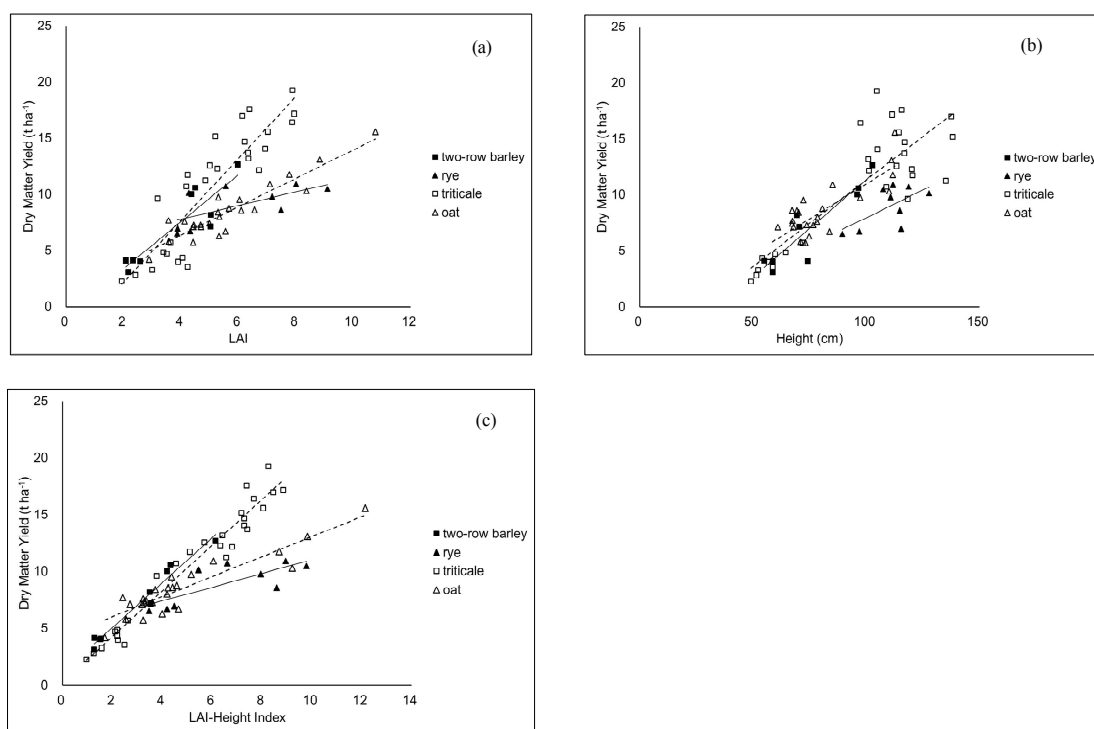 (a)
25
20
15
10
5
0
Dry Matter Yield (t ha⁻¹)
0 2 4 6 8 10 12
LAI
two-row barley
rye
triticale
oat
(b)
25
20
15
10
5
0
Dry Matter Yield (t ha⁻¹)
0 50 100 150
Height (cm)
two-row barley
rye
triticale
oat
(c)
25
20
15
10
5
0
Dry Matter Yield (t ha⁻¹)
0 2 4 6 8 10 12 14
LAI-Height Index
two-row barley
rye
triticale
oat